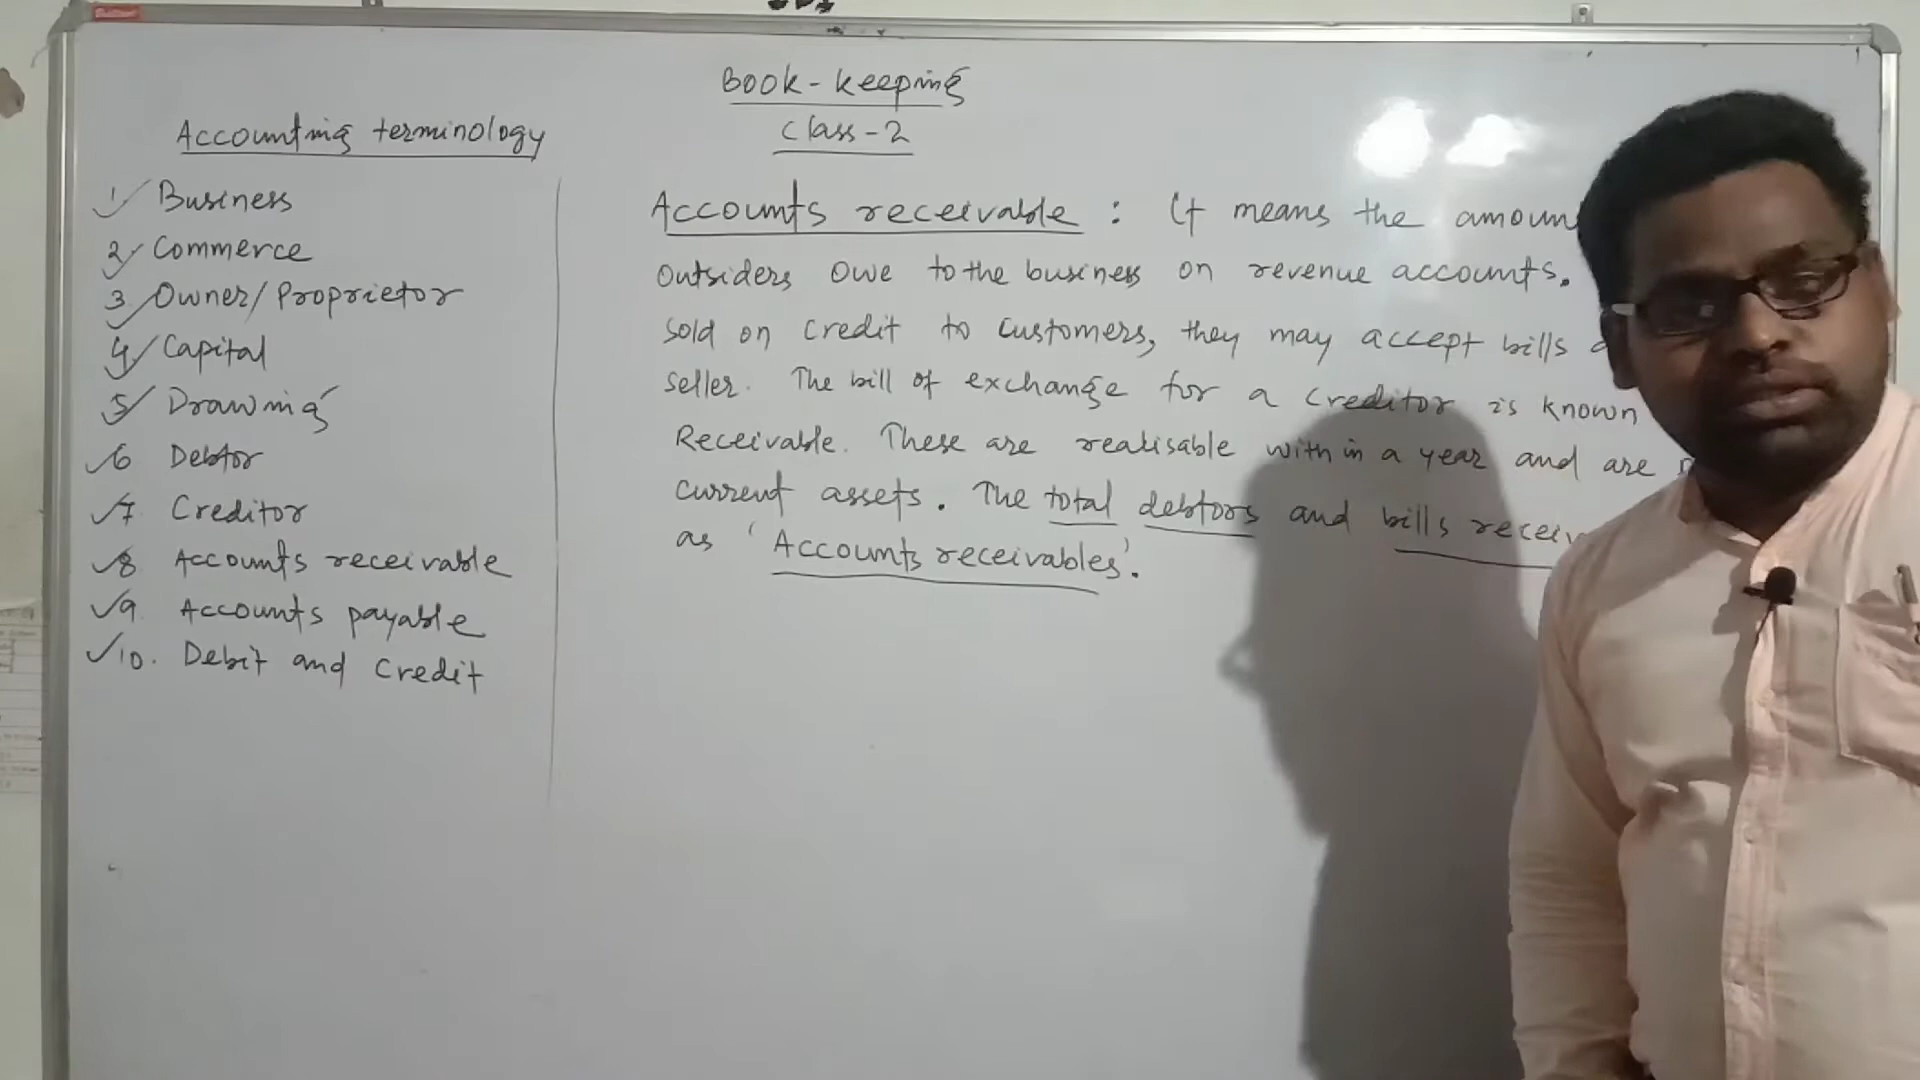 Book-keeping
Class-2
Accounting terminology
1 Business
2 Commerce
3 Owner/Proprietor
4 Capital
5 Drawing
6 Debtor
7 Creditor
8 Accounts receivable
9. Accounts payable
10. Debit and Credit
Accounts receivable : It means the amoun
Outsiders owe to the business on revenue accounts.
Sold on credit to customers, they may accept bills
seller. The bill of exchange for a creditor is known
Receivable. These are realisable with in a year and are
current assets. The total debtors and bills receiv
as 'Accounts receivables'.